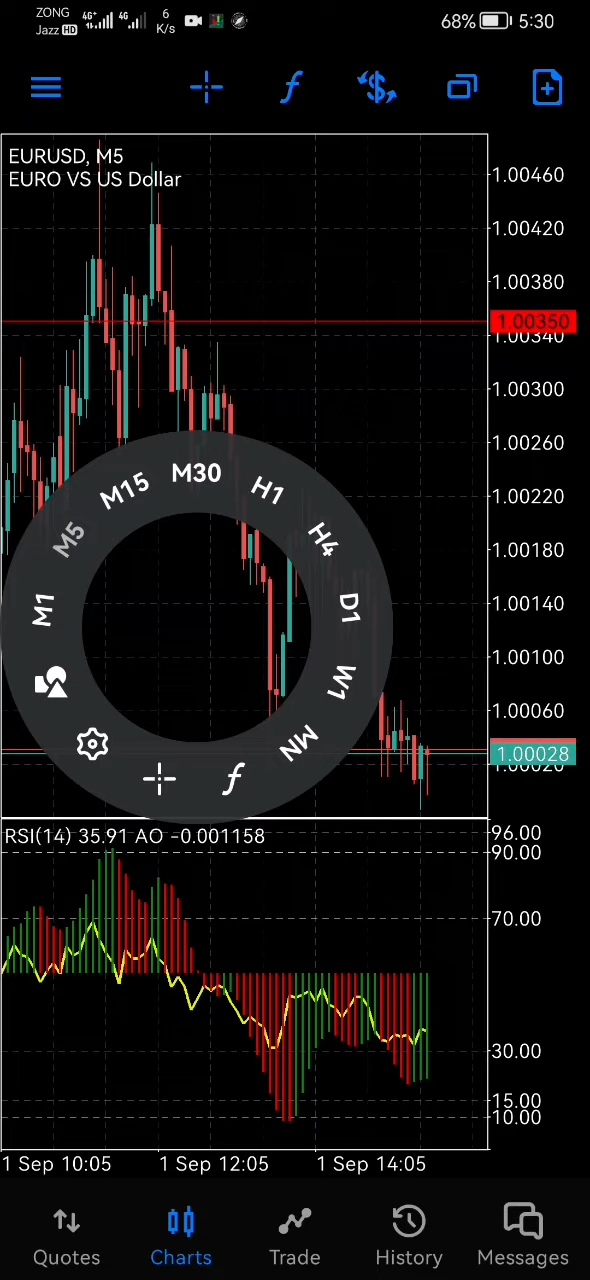 ZONG
Jazz HD
4G+
4G
6
K/s
68%
5:30
f
$
EURUSD, M5
EURO VS US Dollar
1.00460
1.00420
1.00380
1.00350
1.00340
1.00300
1.00260
1.00220
1.00180
1.00140
1.00100
1.00060
1.00028
1.00020
M1
M5
M15
M30
H1
H4
D1
W1
MN
f
RSI(14) 35.91 AO -0.001158
96.00
90.00
70.00
30.00
15.00
10.00
1 Sep 10:05
1 Sep 12:05
1 Sep 14:05
Quotes
Charts
Trade
History
Messages